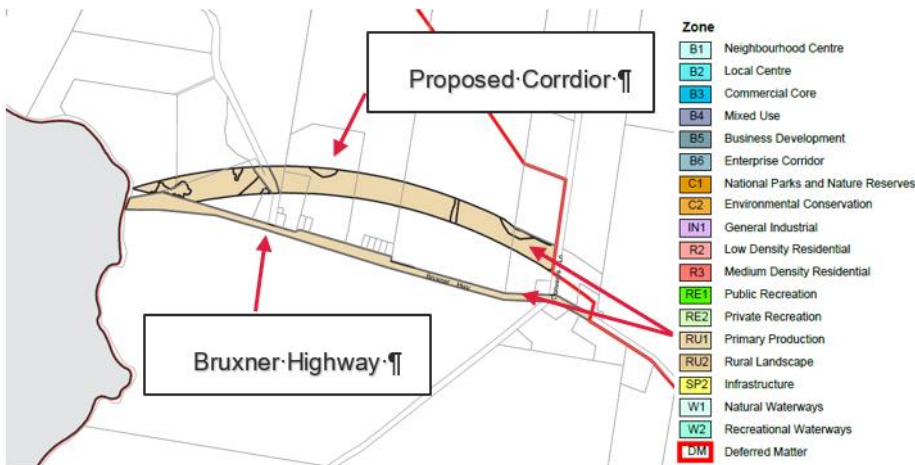 Proposed·Corrdior·¶
Bruxner·Highway·¶
Bruxner Hwy
Zone
B1 Neighbourhood Centre
B2 Local Centre
B3 Commercial Core
B4 Mixed Use
B5 Business Development
B6 Enterprise Corridor
C1 National Parks and Nature Reserves
C2 Environmental Conservation
IN1 General Industrial
R2 Low Density Residential
R3 Medium Density Residential
RE1 Public Recreation
RE2 Private Recreation
RU1 Primary Production
RU2 Rural Landscape
SP2 Infrastructure
W1 Natural Waterways
W2 Recreational Waterways
DM Deferred Matter